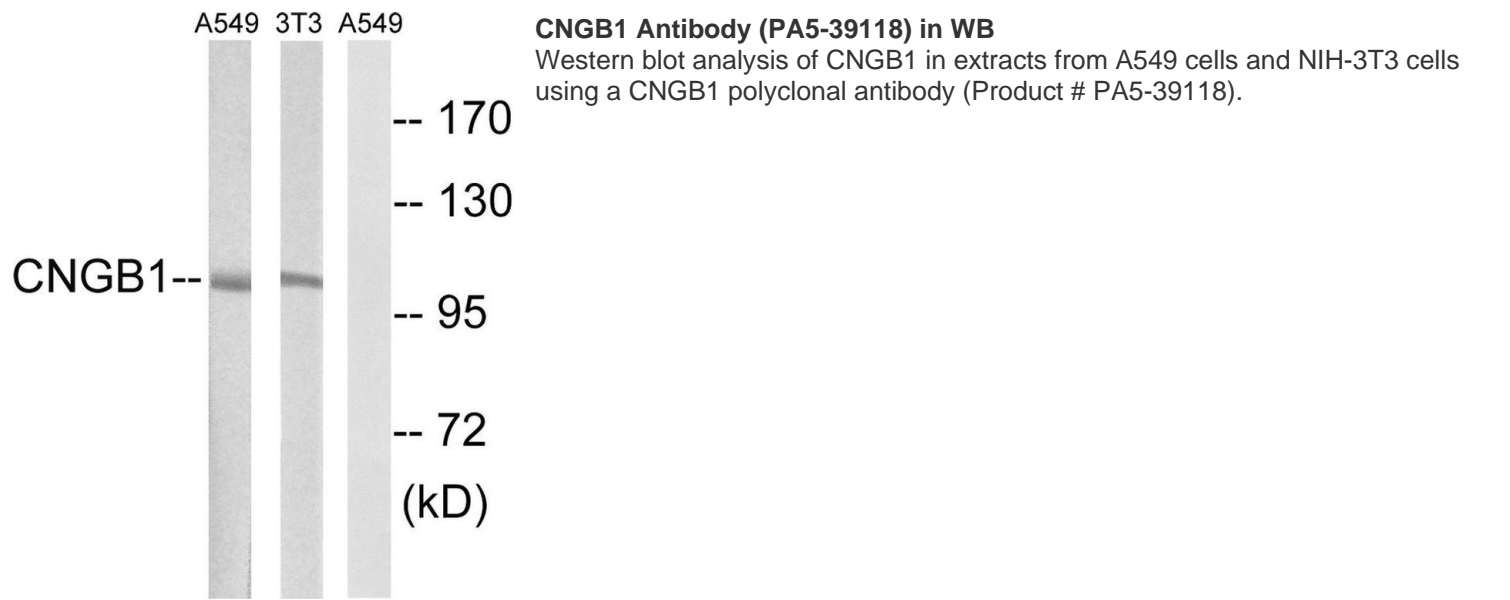 A549 3T3 A549
-- 170
-- 130
CNGB1--
-- 95
-- 72
(kD)
CNGB1 Antibody (PA5-39118) in WB
Western blot analysis of CNGB1 in extracts from A549 cells and NIH-3T3 cells
using a CNGB1 polyclonal antibody (Product # PA5-39118).